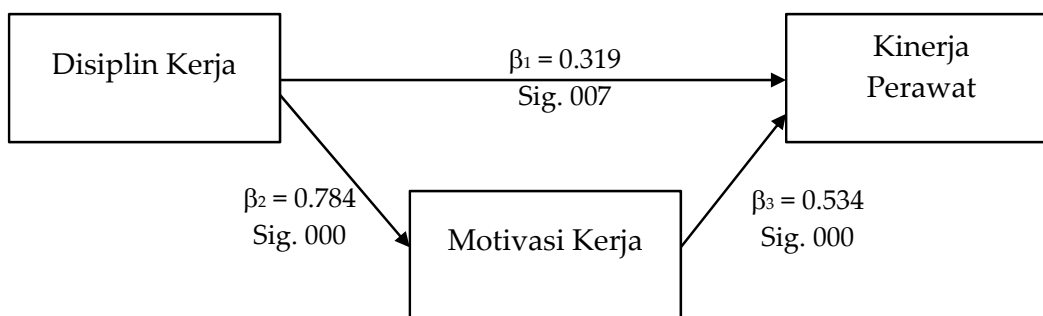 Disiplin Kerja
β₁ = 0.319
Sig. 007
Kinerja
Perawat
β₂ = 0.784
Sig. 000
Motivasi Kerja
β₃ = 0.534
Sig. 000